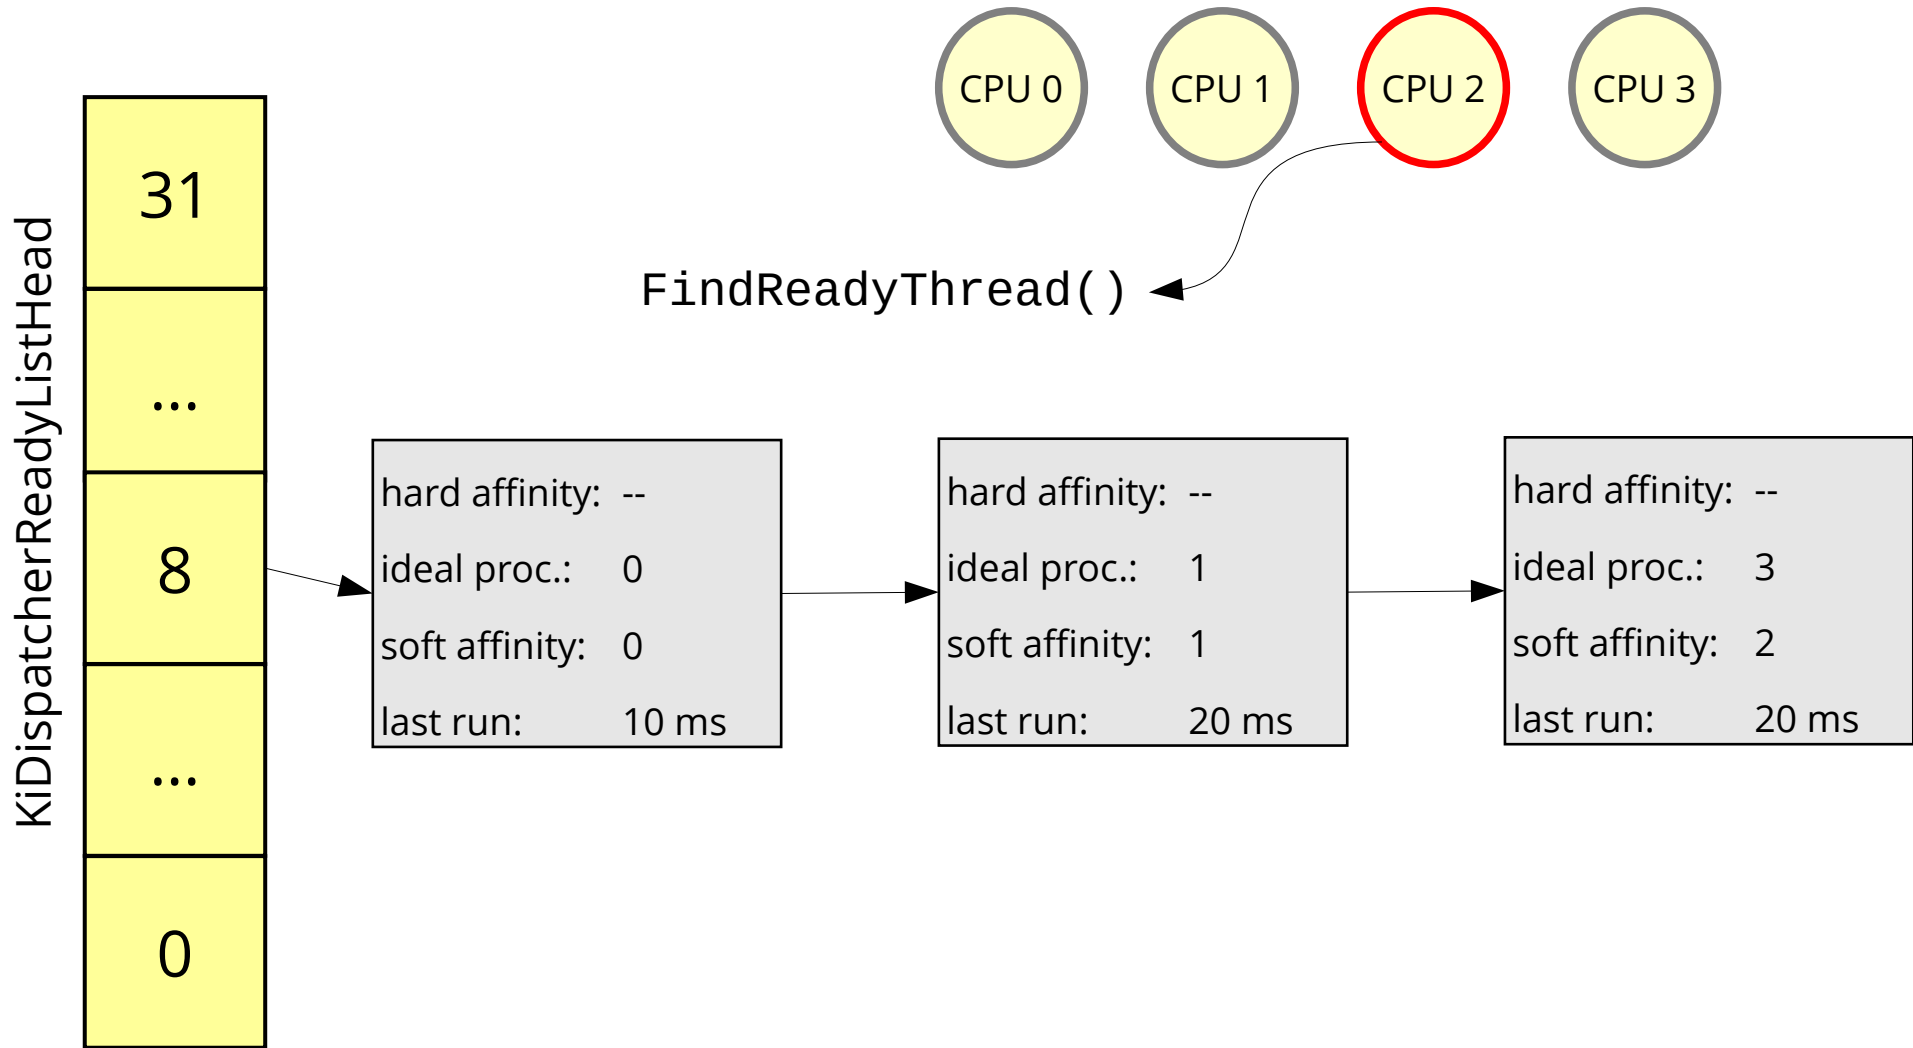 CPU 0
CPU 1
CPU 2
CPU 3
KiDispatcherReadyListHead
31
...
8
...
0
FindReadyThread()
hard affinity: --
ideal proc.: 0
soft affinity: 0
last run: 10 ms
hard affinity: --
ideal proc.: 1
soft affinity: 1
last run: 20 ms
hard affinity: --
ideal proc.: 3
soft affinity: 2
last run: 20 ms